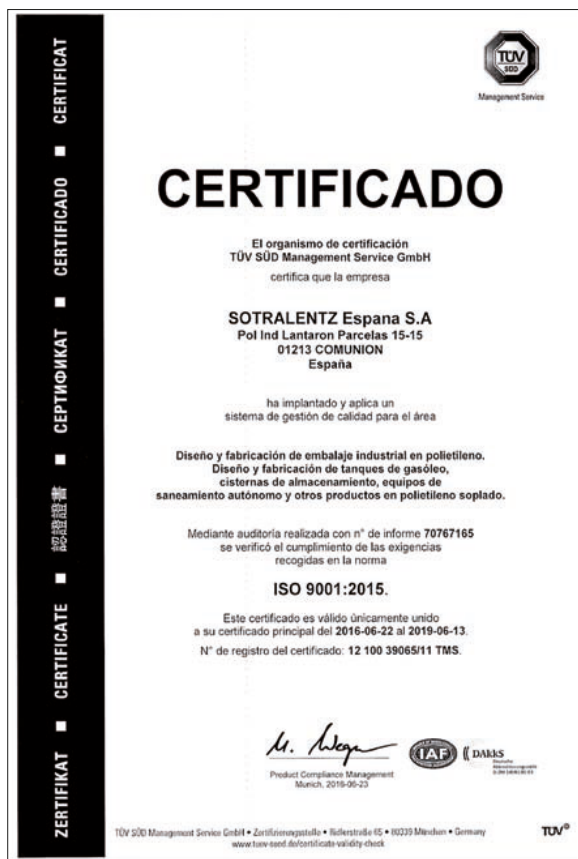 TÜV
SÜD
Management Service
CERTIFICADO
El organismo de certificación
TÜV SÜD Management Service GmbH
certifica que la empresa
SOTRALENTZ Espana S.A
Pol Ind Lantaron Parcelas 15-15
01213 COMUNION
España
ha implantado y aplica un
sistema de gestión de calidad para el área
Diseño y fabricación de embalaje industrial en polietileno.
Diseño y fabricación de tanques de gasóleo,
cisternas de almacenamiento, equipos de
saneamiento autónomo y otros productos en polietileno soplado.
Mediante auditoría realizada con n° de informe 70767165
se verificó el cumplimiento de las exigencias
recogidas en la norma
ISO 9001:2015.
Este certificado es válido únicamente unido
a su certificado principal del 2016-06-22 al 2019-06-13.
N° de registro del certificado: 12 100 39065/11 TMS.
Product Compliance Management
Munich, 2016-06-23
IAF
DAkkS
Deutsche
Akkreditierungsstelle
TÜV SÜD Management Service GmbH • Zertifizierungsstelle • Ridlerstraße 65 • 80339 München • Germany
www.tuev-sued.de/certificate-validity-check
TÜV®
ZERTIFIKAT ■ CERTIFICATE ■ 認證證書 ■ СЕРТИФИКАТ ■ CERTIFICADO ■ CERTIFICAT